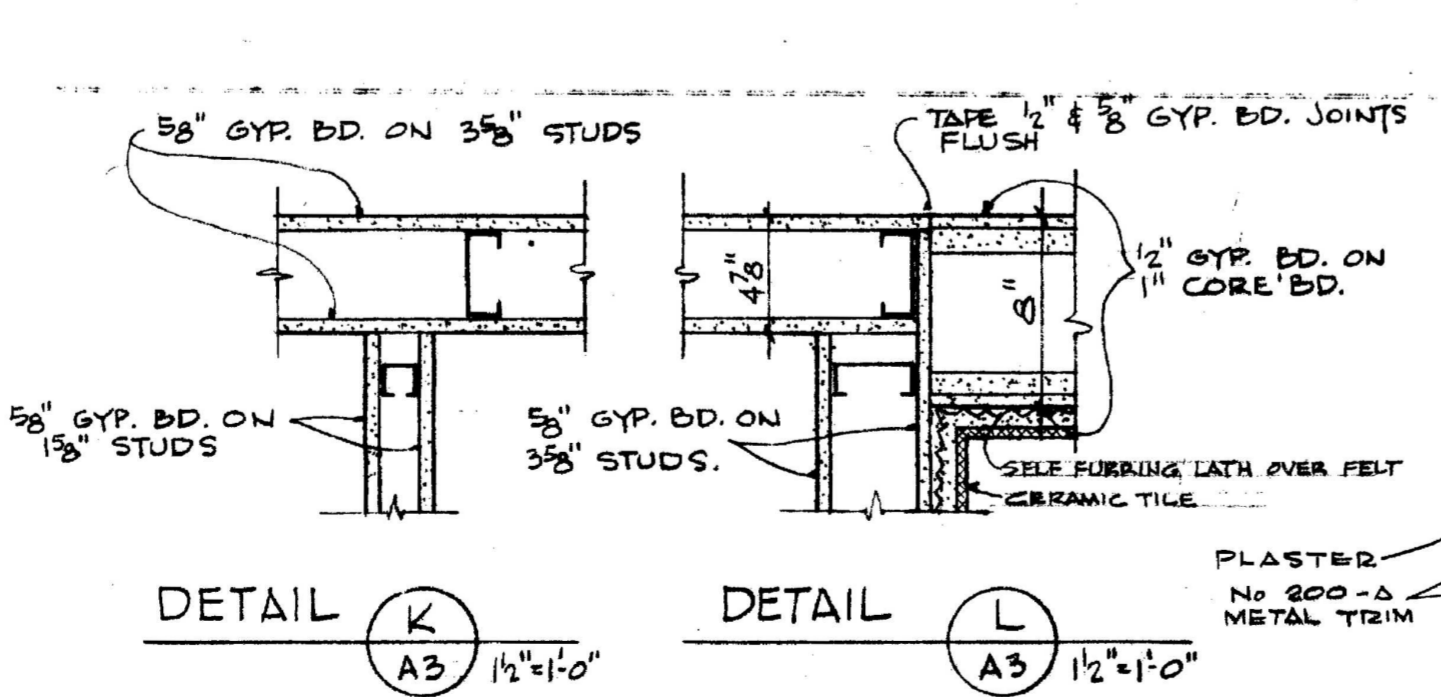 5/8" GYP. BD. ON 3 5/8" STUDS
TAPE 1/2" & 5/8" GYP. BD. JOINTS
FLUSH
4 7/8"
8"
1/2" GYP. BD. ON
1" CORE BD.
5/8" GYP. BD. ON
1 5/8" STUDS
5/8" GYP. BD. ON
3 5/8" STUDS.
SELF FURRING LATH OVER FELT
CERAMIC TILE
PLASTER
No 200-A
METAL TRIM
DETAIL K
A3 1 1/2"=1'-0"
DETAIL L
A3 1 1/2"=1'-0"